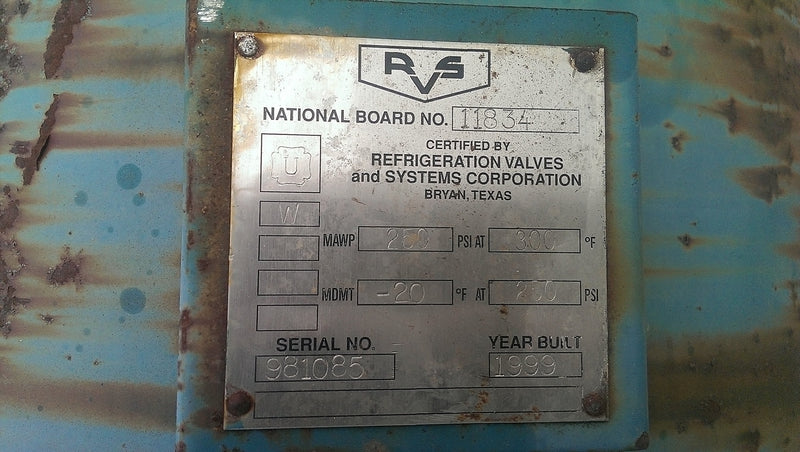 RVS
NATIONAL BOARD NO. 11834
CERTIFIED BY
REFRIGERATION VALVES
and SYSTEMS CORPORATION
BRYAN, TEXAS
U
W
MAWP 250 PSI AT 300 °F
MDMT -20 °F AT 250 PSI
SERIAL NO. YEAR BUILT
981085 1999